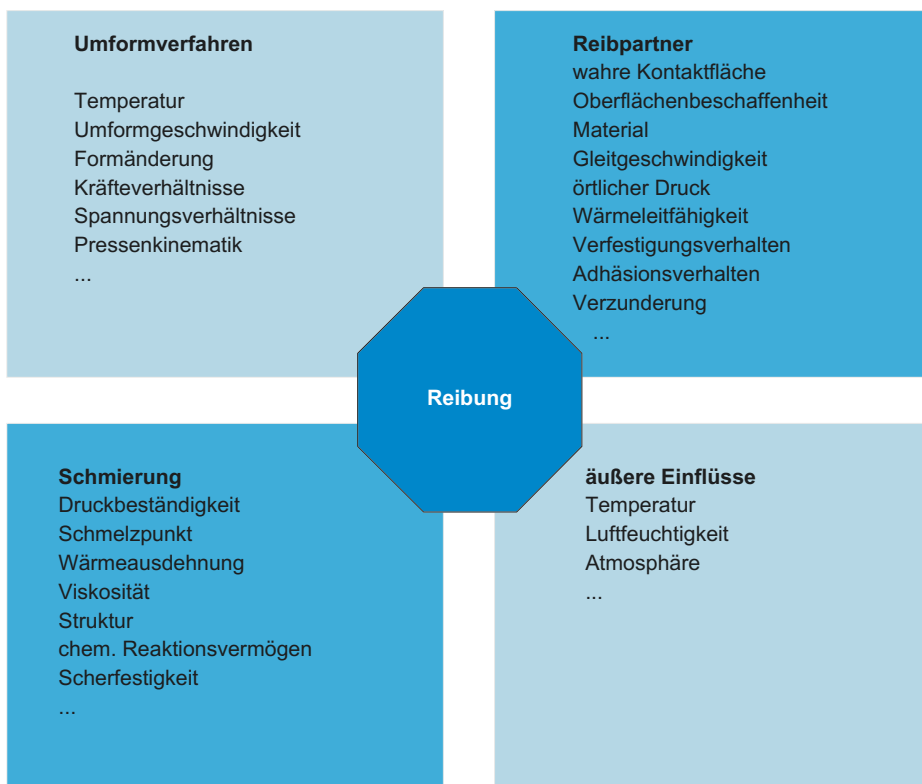 Umformverfahren
Temperatur
Umformgeschwindigkeit
Formänderung
Kräfteverhältnisse
Spannungsverhältnisse
Pressenkinematik
...
Reibpartner
wahre Kontaktfläche
Oberflächenbeschaffenheit
Material
Gleitgeschwindigkeit
örtlicher Druck
Wärmeleitfähigkeit
Verfestigungsverhalten
Adhäsionsverhalten
Verzunderung
...
Reibung
Schmierung
Druckbeständigkeit
Schmelzpunkt
Wärmeausdehnung
Viskosität
Struktur
chem. Reaktionsvermögen
Scherfestigkeit
...
äußere Einflüsse
Temperatur
Luftfeuchtigkeit
Atmosphäre
...